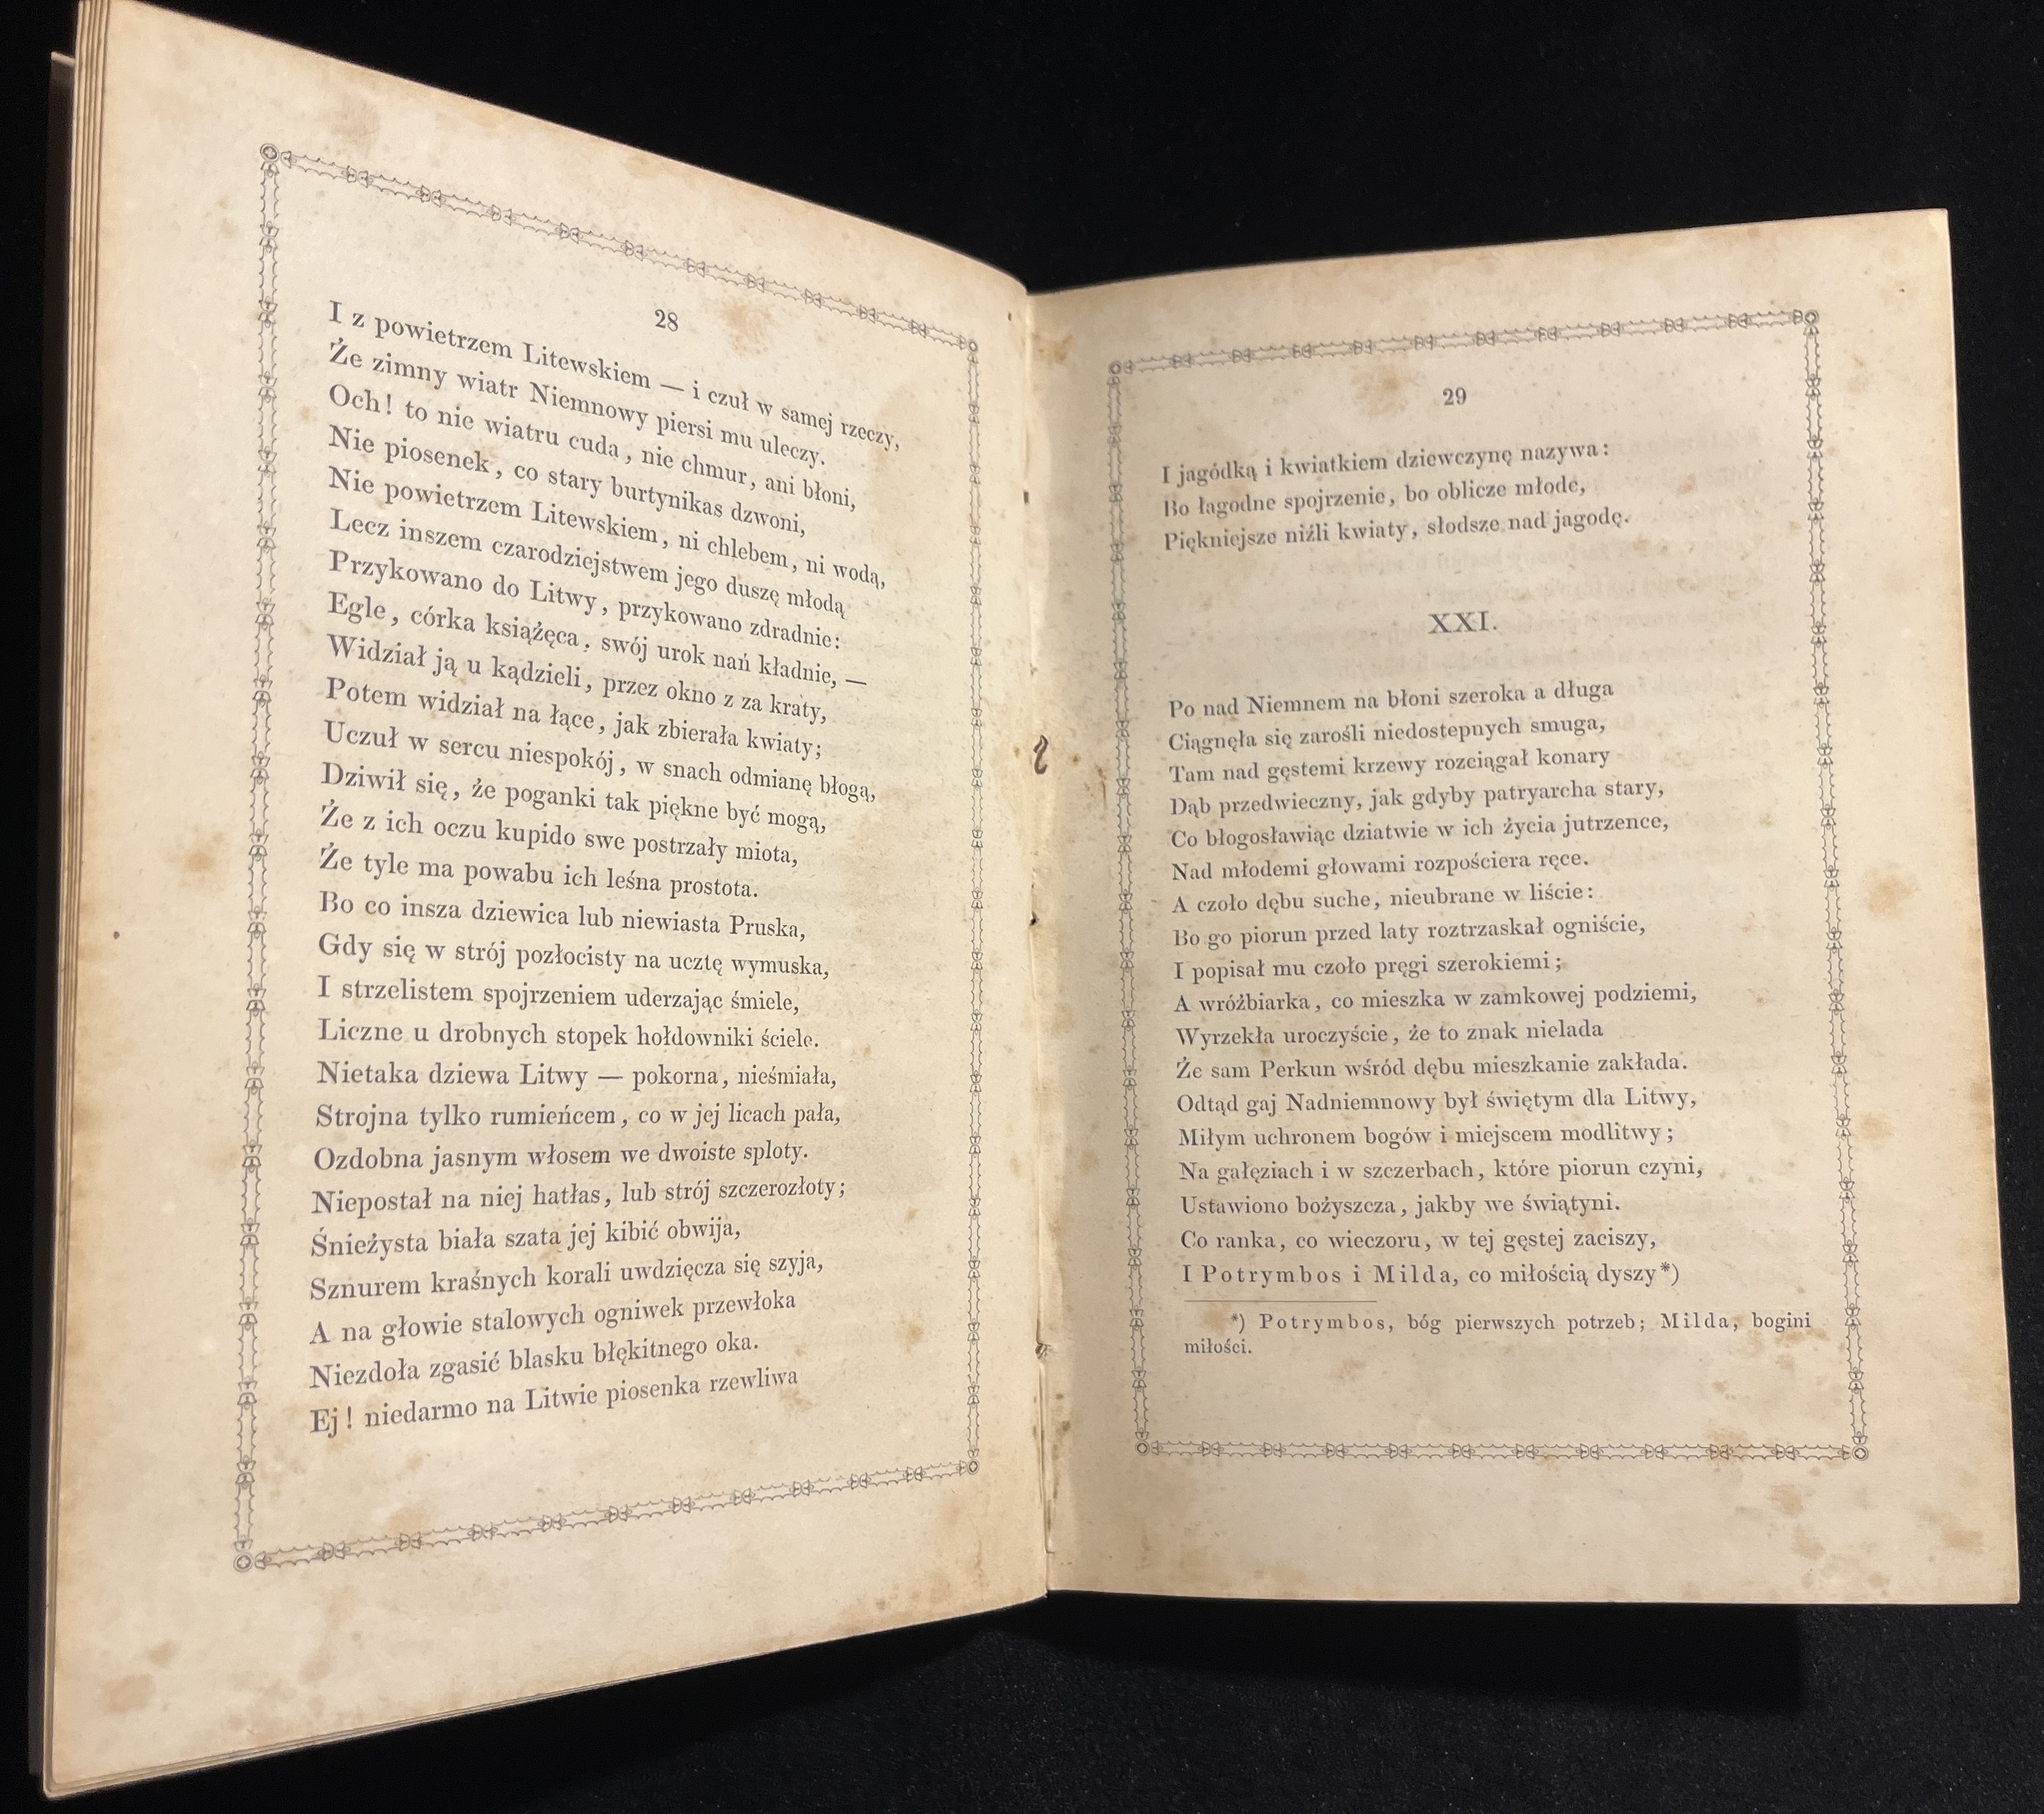 28
I z powietrzem Litewskiem — i czuł w samej rzeczy,
Że zimny wiatr Niemnowy piersi mu uleczy.
Och! to nie wiatru cuda, nie chmur, ani błoni,
Nie piosenek, co stary burtynikas dzwoni,
Nie powietrzem Litewskiem, ni chlebem, ni wodą,
Lecz inszem czarodziejstwem jego duszę młodą
Przykowano do Litwy, przykowano zdradnie:
Egle, córka książęca, swój urok nań kładnie, —
Widział ją u kądzieli, przez okno z za kraty,
Potem widział na łące, jak zbierała kwiaty;
Uczuł w sercu niespokój, w snach odmianę błogą,
Dziwił się, że poganki tak piękne być mogą,
Że z ich oczu kupido swe postrzały miota,
Że tyle ma powabu ich leśna prostota.
Bo co insza dziewica lub niewiasta Pruska,
Gdy się w strój pozłocisty na ucztę wymuska,
I strzelistem spojrzeniem uderzając śmiele,
Liczne u drobnych stopek hołdowniki ściele.
Nietaka dziewa Litwy — pokorna, nieśmiała,
Strojna tylko rumieńcem, co w jej licach pała,
Ozdobna jasnym włosem we dwoiste sploty.
Niepostał na niej hatłas, lub strój szczerozłoty;
Śnieżysta biała szata jej kibić obwija,
Sznurem kraśnych korali uwdzięcza się szyja,
A na głowie stalowych ogniwek przewłoka
Niezdoła zgasić blasku błękitnego oka.
Ej! niedarmo na Litwie piosenka rzewliwa
29
I jagódką i kwiatkiem dziewczynę nazywa:
Bo łagodne spojrzenie, bo oblicze młode,
Piękniejsze niźli kwiaty, słodsze nad jagodę.
XXI.
Po nad Niemnem na błoni szeroka a długa
Ciągnęła się zarośli niedostepnych smuga,
Tam nad gęstemi krzewy rozciągał konary
Dąb przedwieczny, jak gdyby patryarcha stary,
Co błogosławiąc dziatwie w ich życia jutrzence,
Nad młodemi głowami rozpościera ręce.
A czoło dębu suche, nieubrane w liście:
Bo go piorun przed laty roztrzaskał ogniście,
I popisał mu czoło pręgi szerokiemi;
A wróżbiarka, co mieszka w zamkowej podziemi,
Wyrzekła uroczyście, że to znak nielada
Że sam Perkun wśród dębu mieszkanie zakłada.
Odtąd gaj Nadniemnowy był świętym dla Litwy,
Miłym uchronem bogów i miejscem modlitwy;
Na gałęziach i w szczerbach, które piorun czyni,
Ustawiono bożyszcza, jakby we świątyni.
Co ranka, co wieczoru, w tej gęstej zaciszy,
I Potrymbos i Milda, co miłością dyszy*)
*) Potrymbos, bóg pierwszych potrzeb; Milda, bogini
miłości.